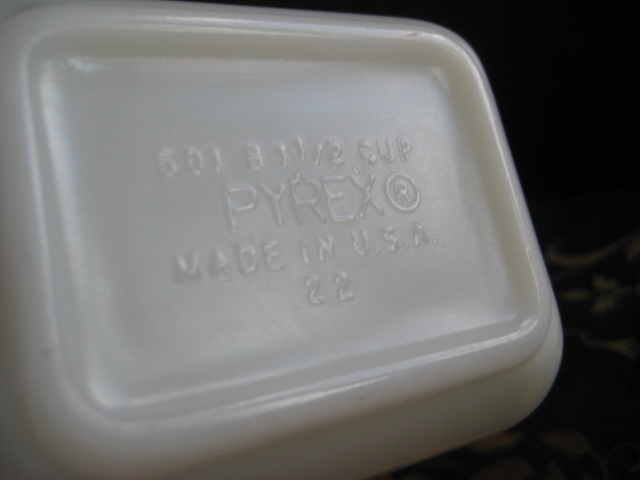 501 B 1 1/2 CUP
PYREX®
MADE IN U.S.A.
22